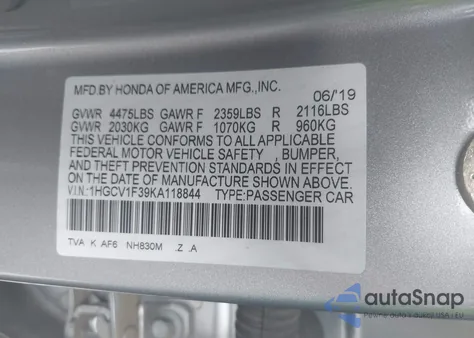 MFD.BY HONDA OF AMERICA MFG.,INC.
06/'19
GVWR 4475LBS GAWR F 2359LBS R 2116LBS
GVWR 2030KG GAWR F 1070KG R 960KG
THIS VEHICLE CONFORMS TO ALL APPLICABLE
FEDERAL MOTOR VEHICLE SAFETY , BUMPER,
AND THEFT PREVENTION STANDARDS IN EFFECT
ON THE DATE OF MANUFACTURE SHOWN ABOVE.
V.I.N.:1HGCV1F39KA118844 TYPE:PASSENGER CAR
TVA K AF6 NH830M .Z .A
autoSnap